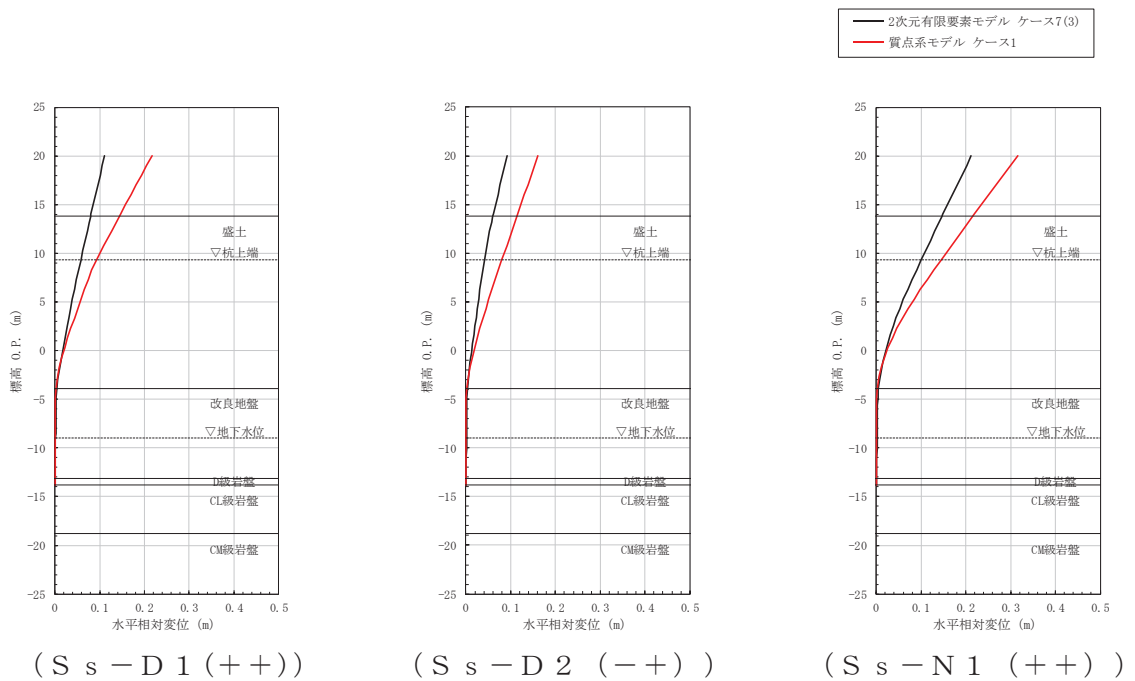 2次元有限要素モデル ケース7(3)
質点系モデル ケース1
標高 O.P. (m)
25
20
15
10
5
0
-5
-10
-15
-20
-25
盛土
▽杭上端
改良地盤
▽地下水位
D級岩盤
CL級岩盤
CM級岩盤
0 0.1 0.2 0.3 0.4 0.5
水平相対変位 (m)
(Ss-D1(++))
標高 O.P. (m)
25
20
15
10
5
0
-5
-10
-15
-20
-25
盛土
▽杭上端
改良地盤
▽地下水位
D級岩盤
CL級岩盤
CM級岩盤
0 0.1 0.2 0.3 0.4 0.5
水平相対変位 (m)
(Ss-D2 (-+) )
標高 O.P. (m)
25
20
15
10
5
0
-5
-10
-15
-20
-25
盛土
▽杭上端
改良地盤
▽地下水位
D級岩盤
CL級岩盤
CM級岩盤
0 0.1 0.2 0.3 0.4 0.5
水平相対変位 (m)
(Ss-N1 (++) )